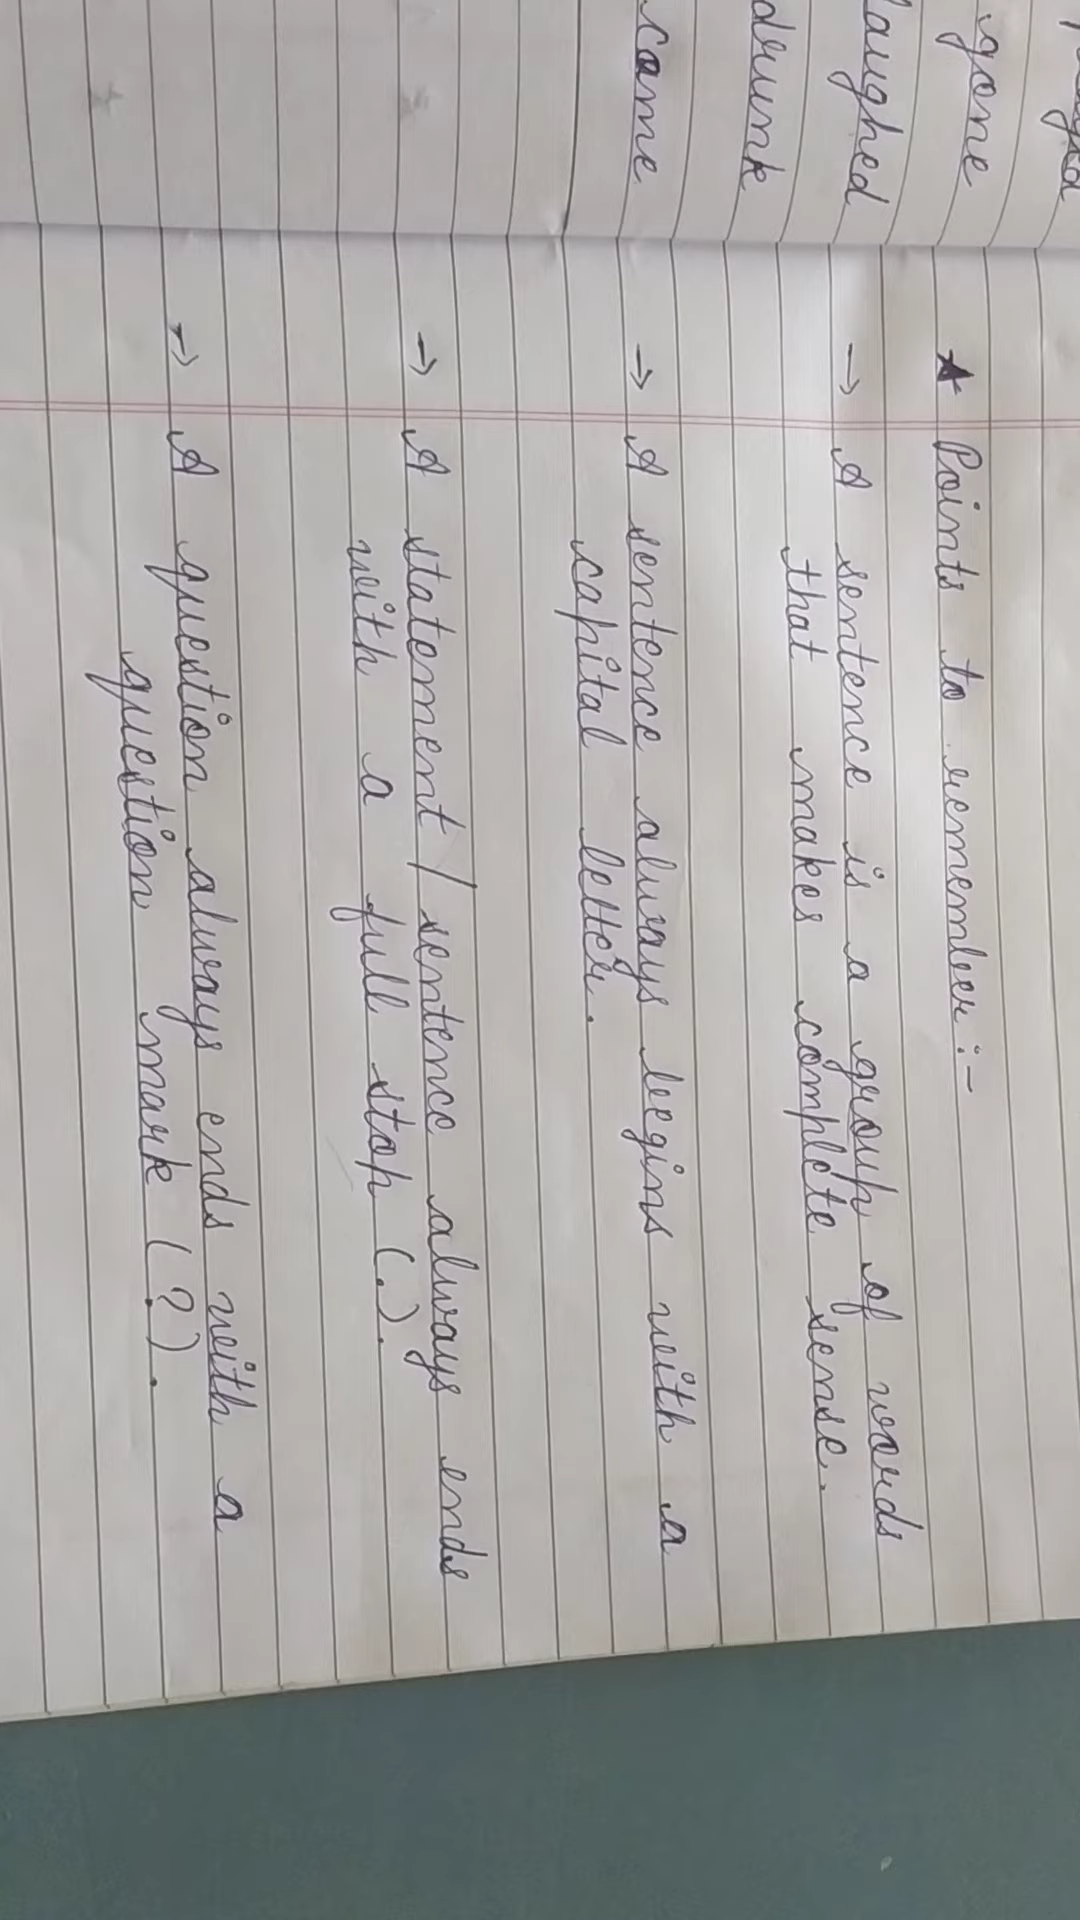 gone
laughed
drunk
come
★ Points to remember :-
→ A sentence is a group of words
that makes complete sense.
→ A sentence always begins with a
capital letter.
→ A statement / sentence always ends
with a full stop (.).
→ A question always ends with a
question mark (?).